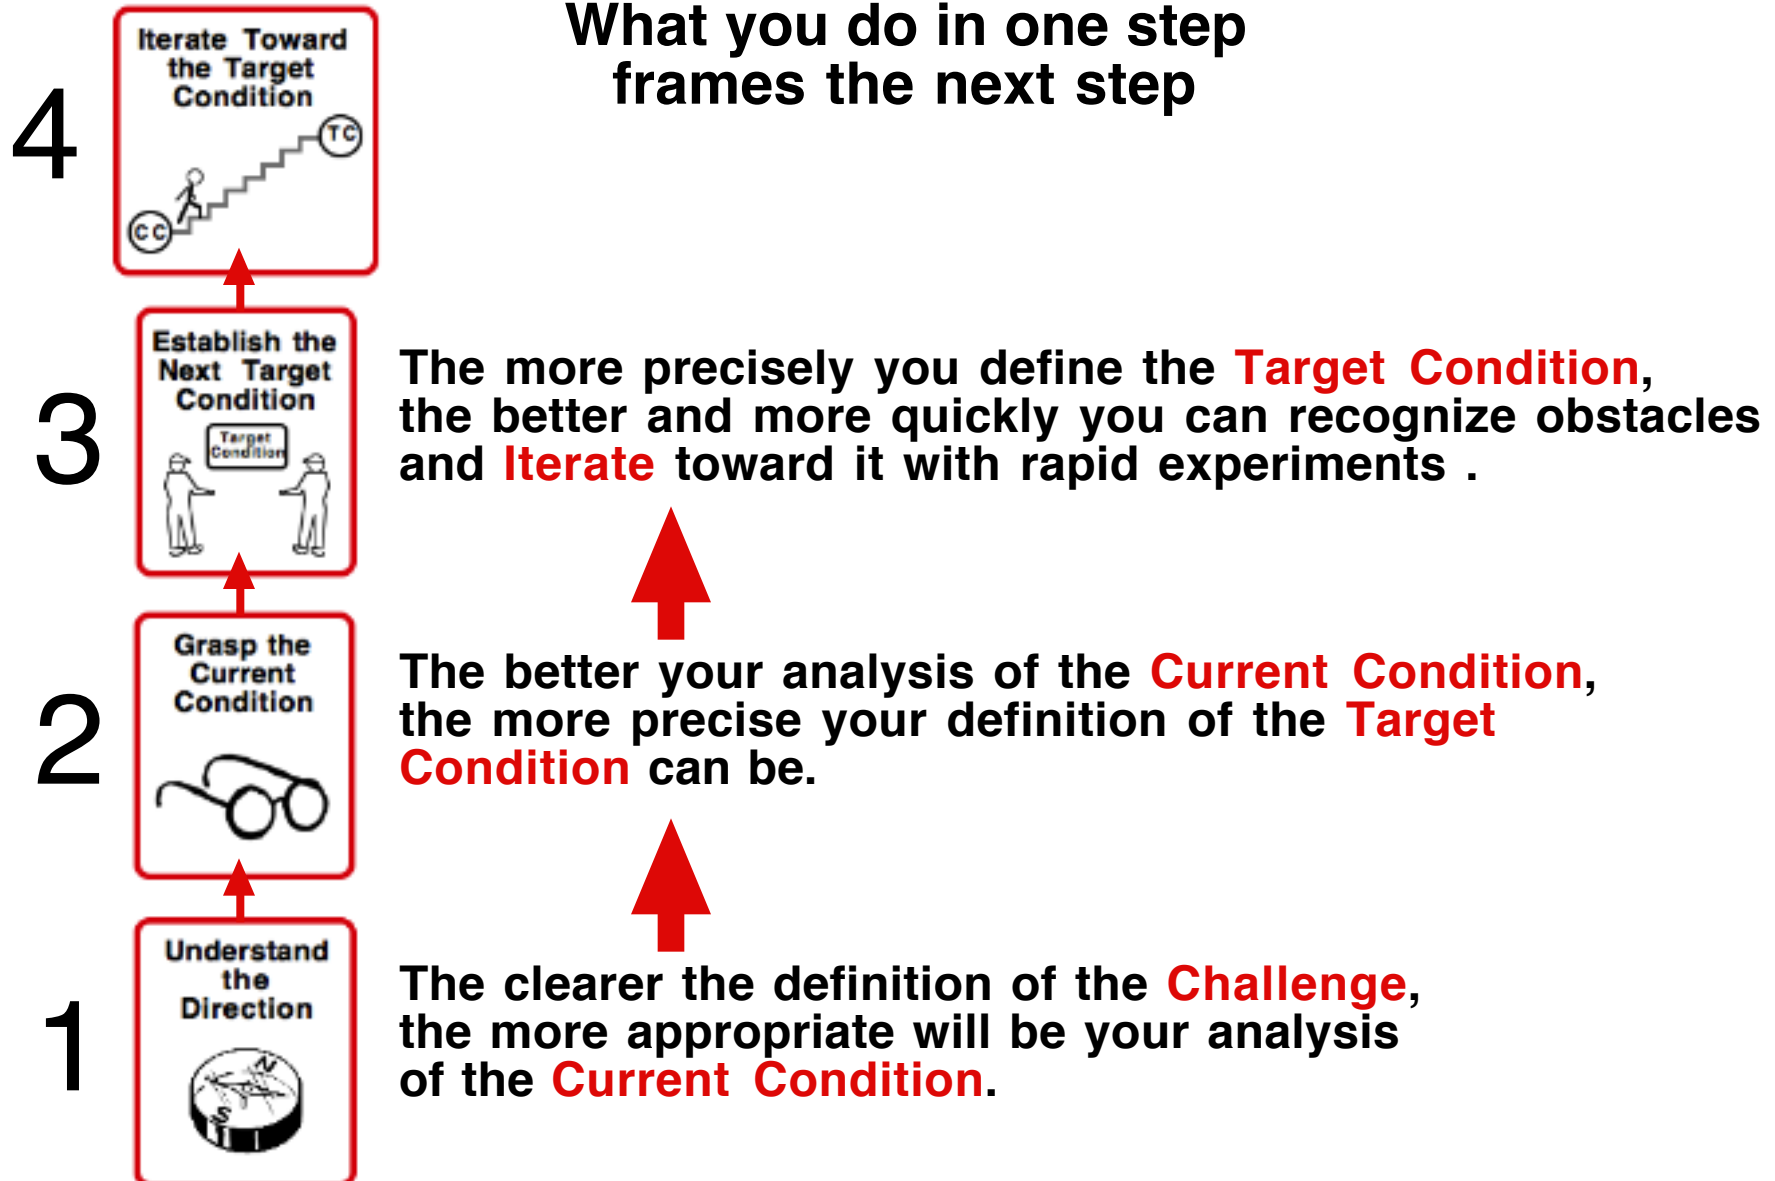 What you do in one step
frames the next step
4
Iterate Toward
the Target
Condition
TC
CC
3
Establish the
Next Target
Condition
Target
Condition
The more precisely you define the Target Condition,
the better and more quickly you can recognize obstacles
and Iterate toward it with rapid experiments .
2
Grasp the
Current
Condition
The better your analysis of the Current Condition,
the more precise your definition of the Target
Condition can be.
1
Understand
the
Direction
N
S
The clearer the definition of the Challenge,
the more appropriate will be your analysis
of the Current Condition.